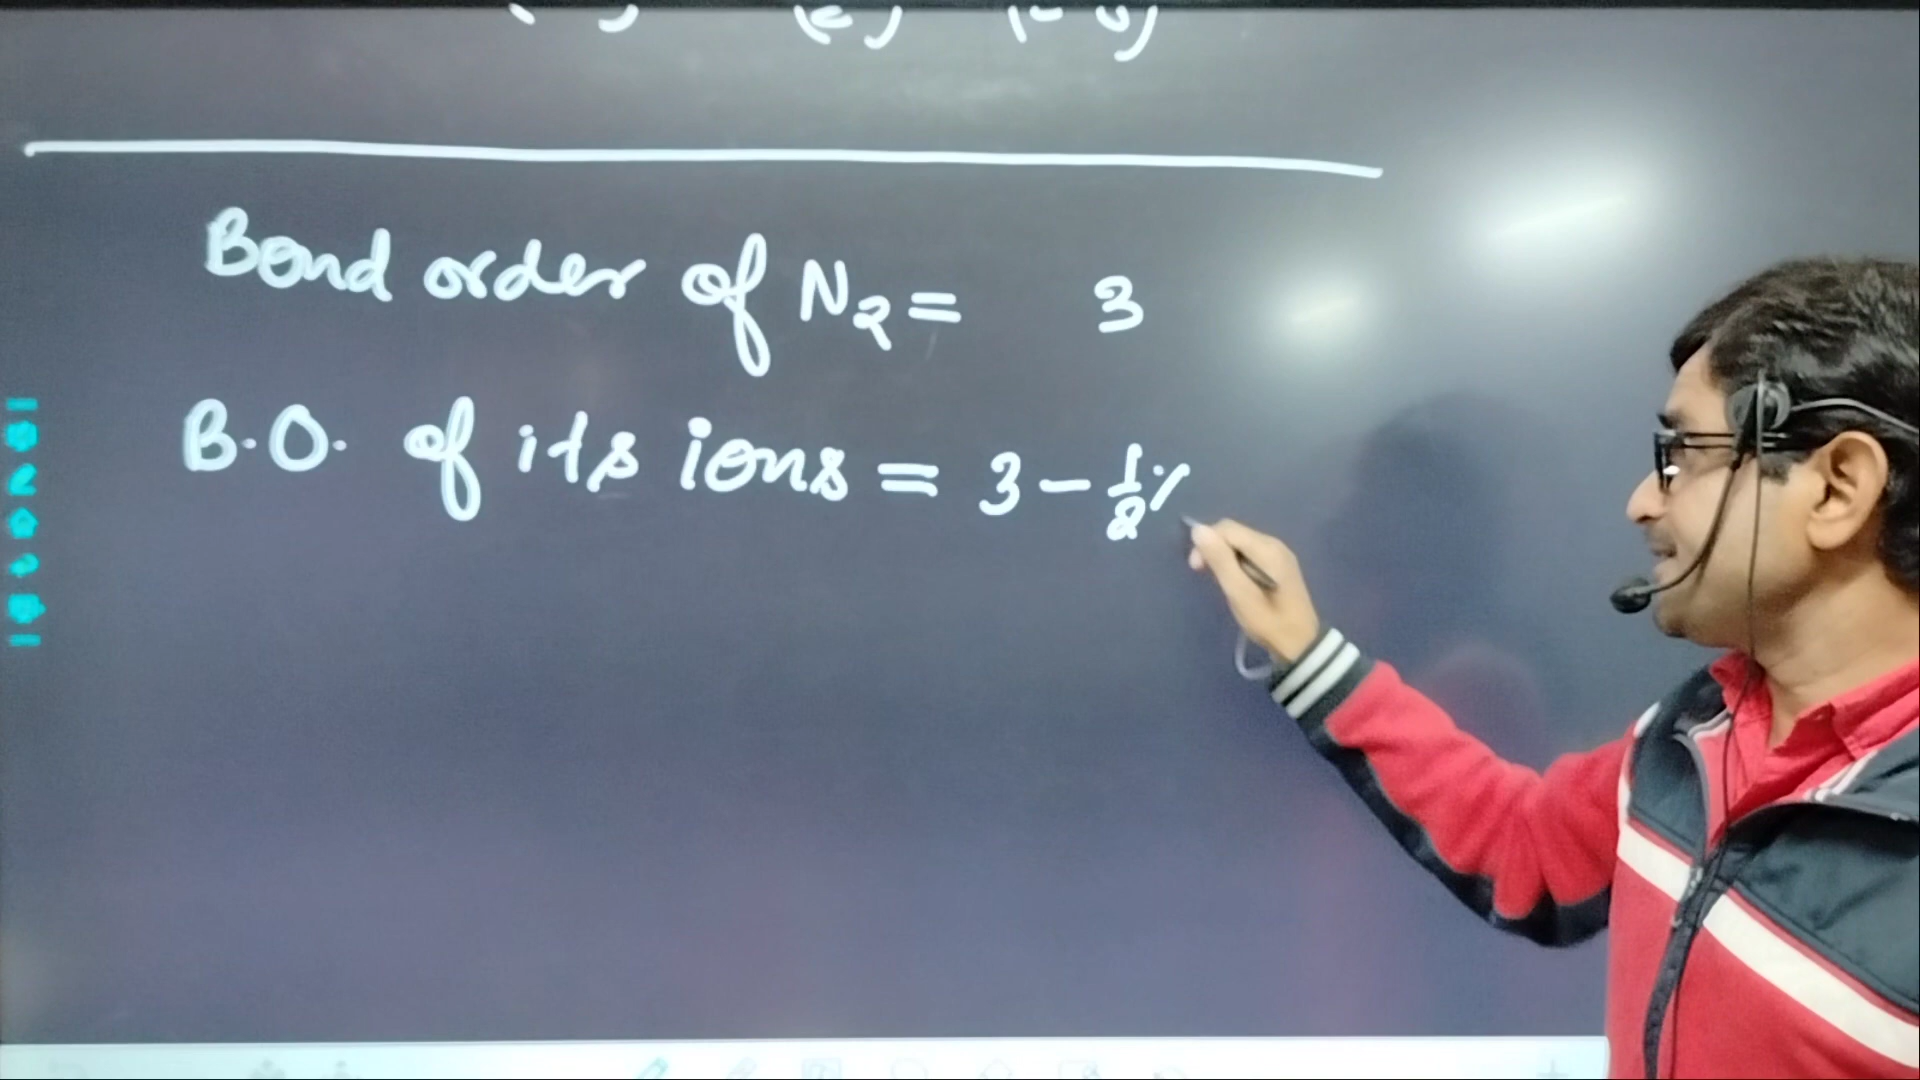 Bond order of N₂ = 3
B.O. of its ions = 3 - 1/2